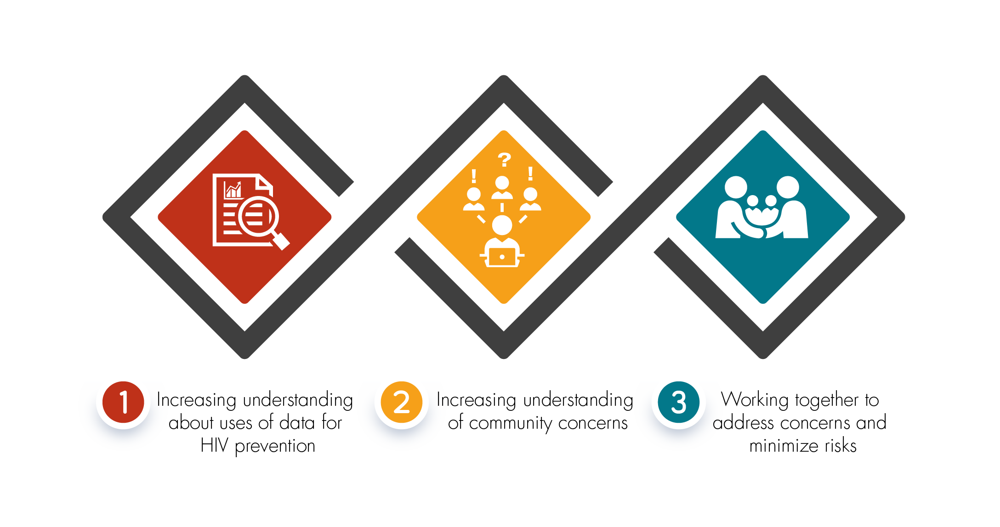 ?
! !
1 Increasing understanding
about uses of data for
HIV prevention
2 Increasing understanding
of community concerns
3 Working together to
address concerns and
minimize risks